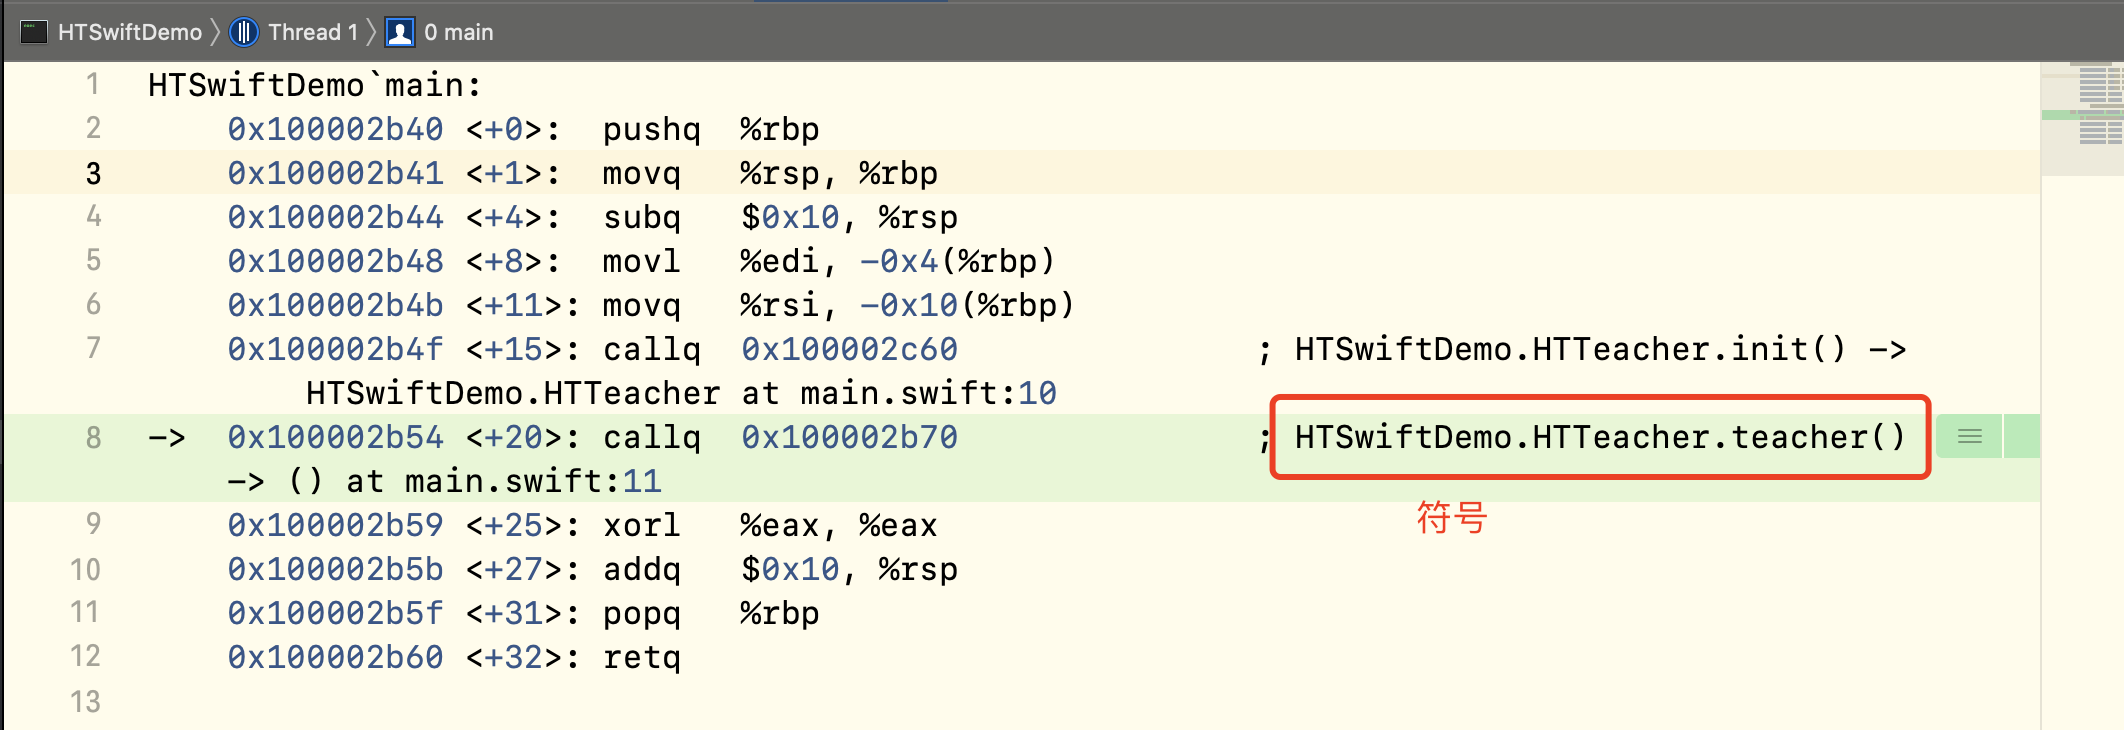 HTSwiftDemo 〉 Thread 1 〉 0 main
1 HTSwiftDemo`main:
2 0x100002b40 <+0>: pushq %rbp
3 0x100002b41 <+1>: movq %rsp, %rbp
4 0x100002b44 <+4>: subq $0x10, %rsp
5 0x100002b48 <+8>: movl %edi, -0x4(%rbp)
6 0x100002b4b <+11>: movq %rsi, -0x10(%rbp)
7 0x100002b4f <+15>: callq 0x100002c60 ; HTSwiftDemo.HTTeacher.init() ->
HTSwiftDemo.HTTeacher at main.swift:10
8 -> 0x100002b54 <+20>: callq 0x100002b70 ; HTSwiftDemo.HTTeacher.teacher()
-> () at main.swift:11
符号
9 0x100002b59 <+25>: xorl %eax, %eax
10 0x100002b5b <+27>: addq $0x10, %rsp
11 0x100002b5f <+31>: popq %rbp
12 0x100002b60 <+32>: retq
13